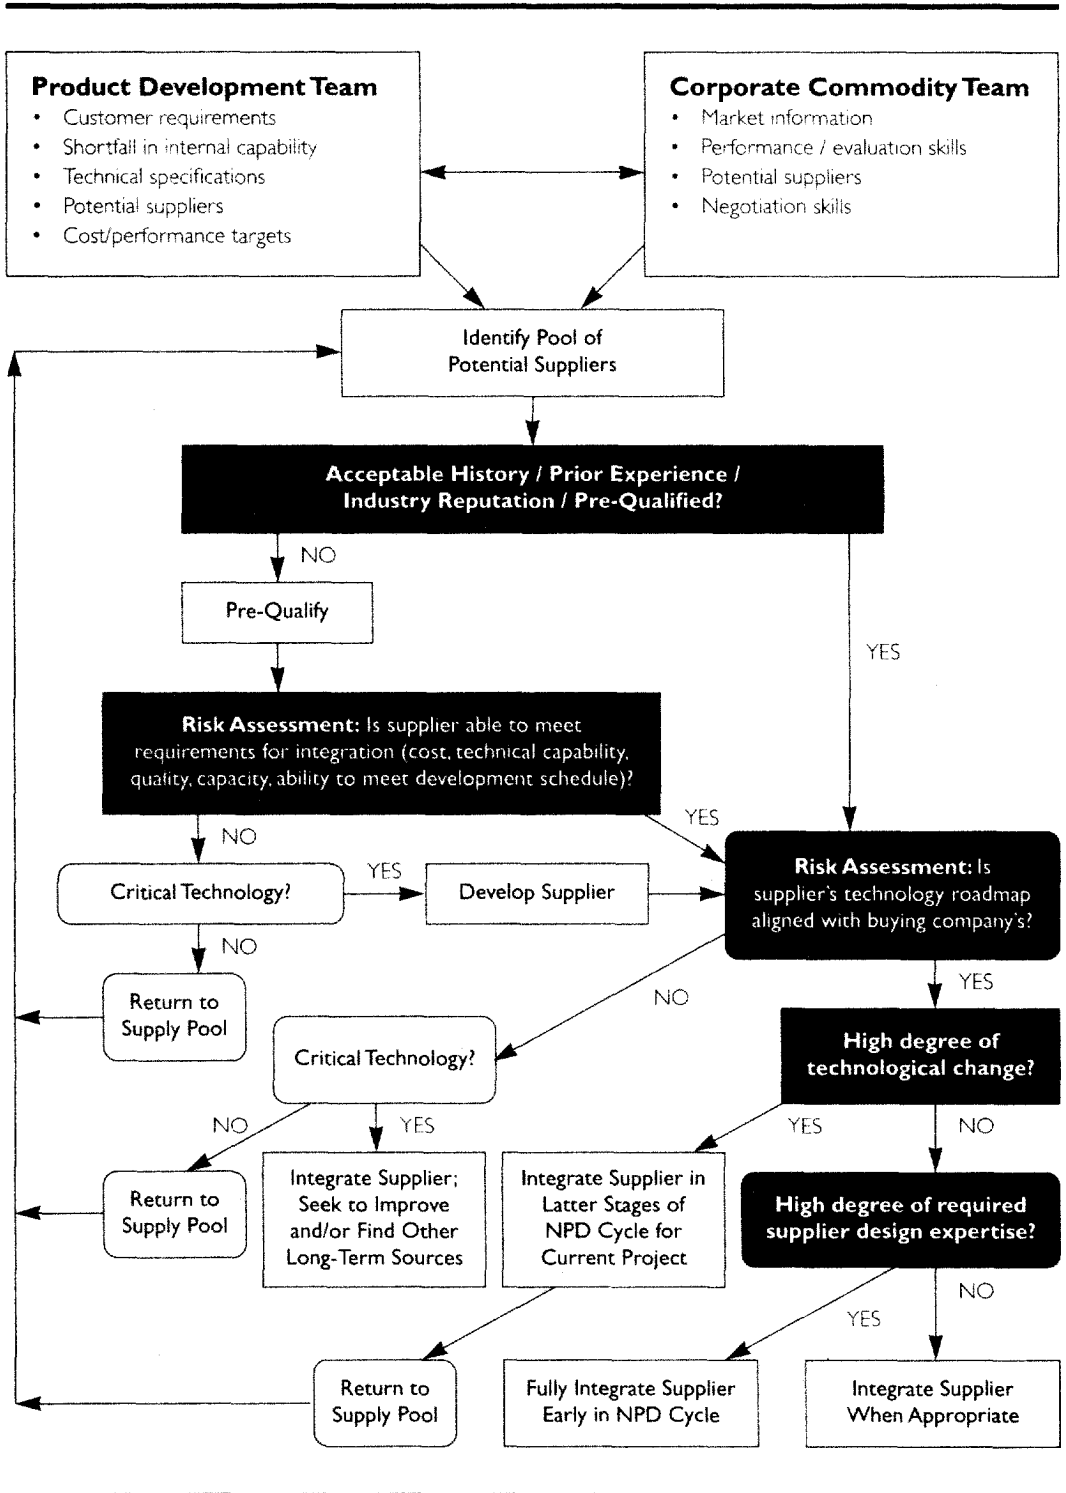 Product Development Team
• Customer requirements
• Shortfall in internal capability
• Technical specifications
• Potential suppliers
• Cost/performance targets
Corporate Commodity Team
• Market information
• Performance / evaluation skills
• Potential suppliers
• Negotiation skills
Identify Pool of
Potential Suppliers
Acceptable History / Prior Experience /
Industry Reputation / Pre-Qualified?
NO
Pre-Qualify
YES
Risk Assessment: Is supplier able to meet
requirements for integration (cost, technical capability,
quality, capacity, ability to meet development schedule)?
YES
NO
Critical Technology?
YES
Develop Supplier
Risk Assessment: Is
supplier's technology roadmap
aligned with buying company's?
NO
Return to
Supply Pool
NO
YES
Critical Technology?
High degree of
technological change?
NO
YES
YES
NO
Return to
Supply Pool
Integrate Supplier;
Seek to Improve
and/or Find Other
Long-Term Sources
Integrate Supplier in
Latter Stages of
NPD Cycle for
Current Project
High degree of required
supplier design expertise?
YES
NO
Return to
Supply Pool
Fully Integrate Supplier
Early in NPD Cycle
Integrate Supplier
When Appropriate